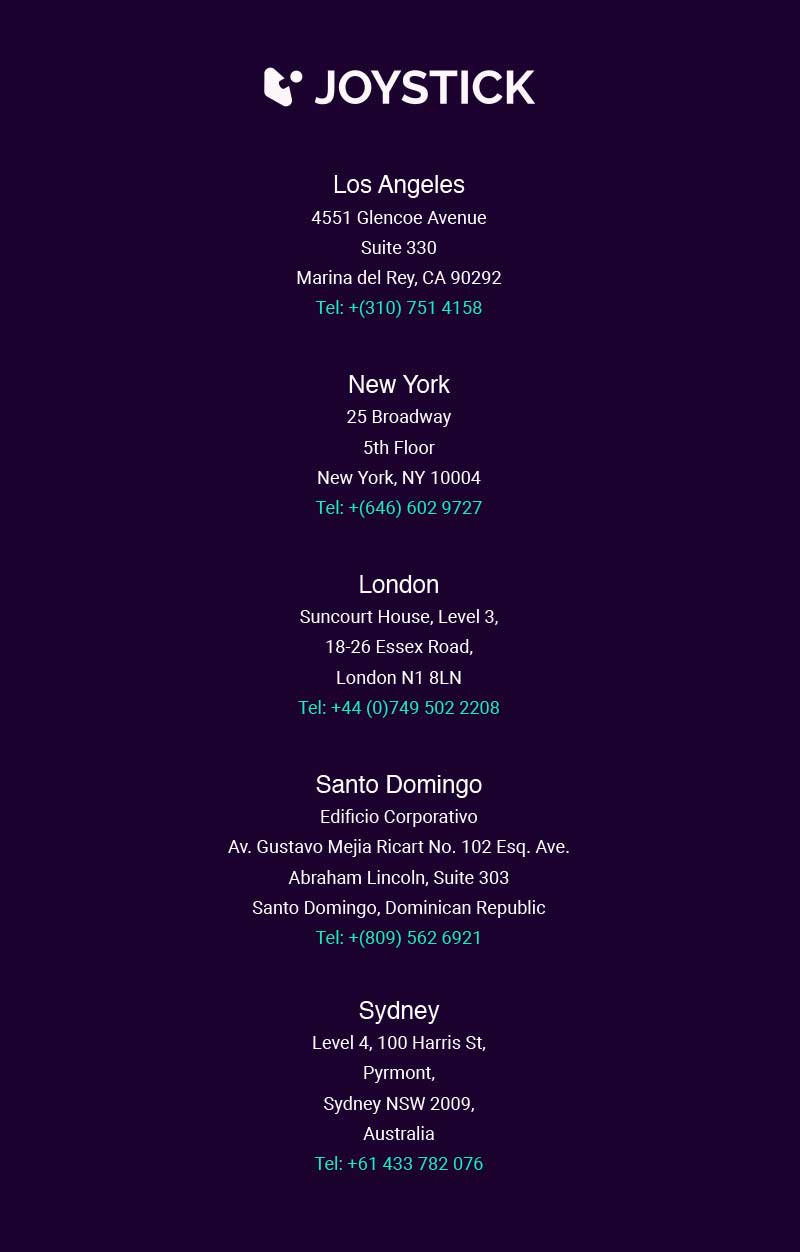 JOYSTICK
Los Angeles
4551 Glencoe Avenue
Suite 330
Marina del Rey, CA 90292
Tel: +(310) 751 4158
New York
25 Broadway
5th Floor
New York, NY 10004
Tel: +(646) 602 9727
London
Suncourt House, Level 3,
18-26 Essex Road,
London N1 8LN
Tel: +44 (0)749 502 2208
Santo Domingo
Edificio Corporativo
Av. Gustavo Mejia Ricart No. 102 Esq. Ave.
Abraham Lincoln, Suite 303
Santo Domingo, Dominican Republic
Tel: +(809) 562 6921
Sydney
Level 4, 100 Harris St,
Pyrmont,
Sydney NSW 2009,
Australia
Tel: +61 433 782 076